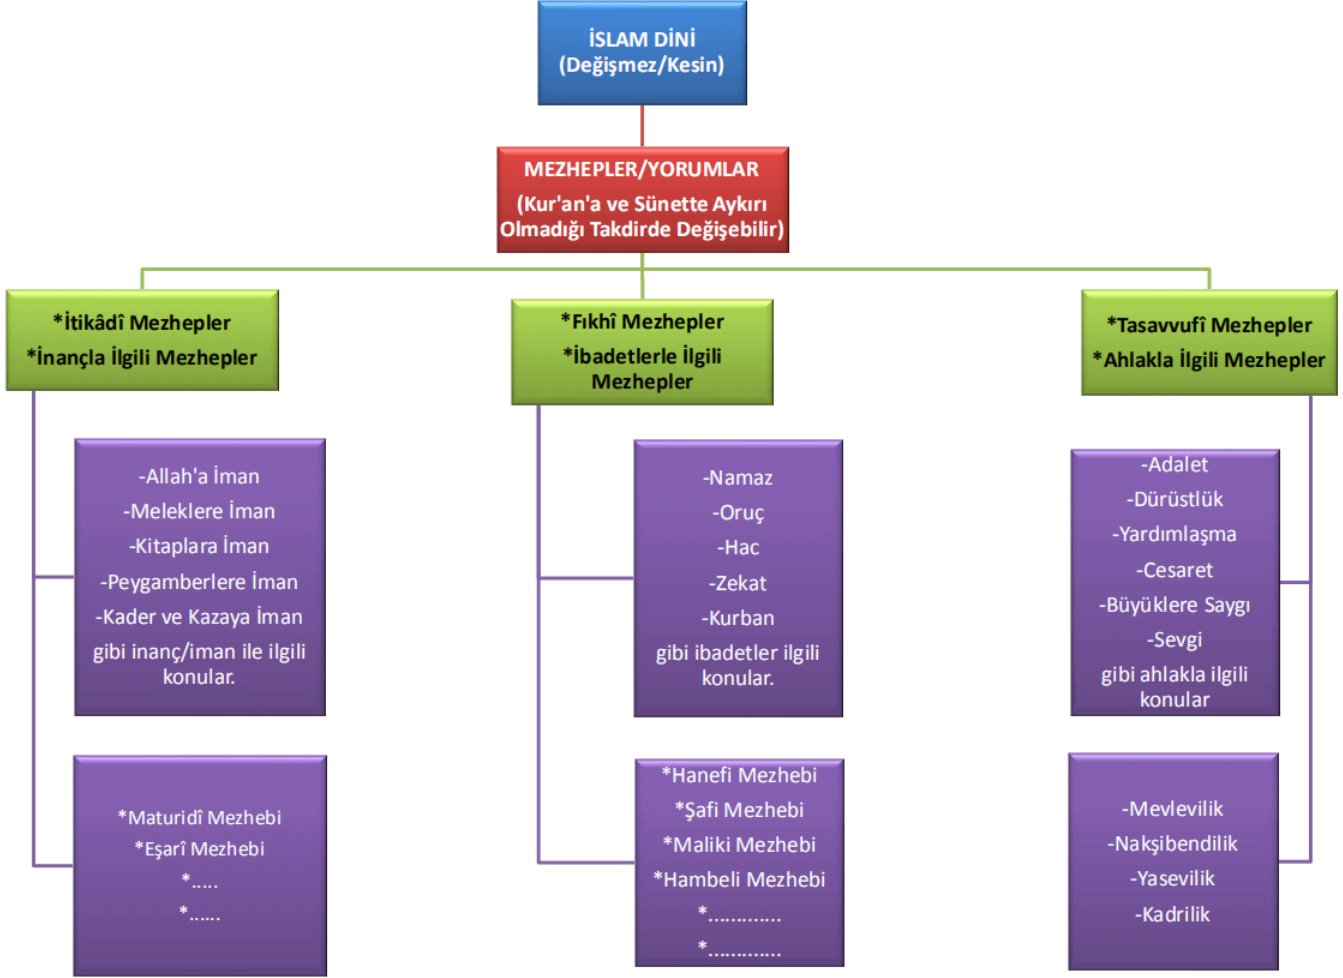 İSLAM DİNİ
(Değişmez/Kesin)
MEZHEPLER/YORUMLAR
(Kur'an'a ve Sünette Aykırı
Olmadığı Takdirde Değişebilir)
*İtikâdî Mezhepler
*İnançla İlgili Mezhepler
*Fıkhî Mezhepler
*İbadetlerle İlgili
Mezhepler
*Tasavvufî Mezhepler
*Ahlakla İlgili Mezhepler
-Allah'a İman
-Meleklere İman
-Kitaplara İman
-Peygamberlere İman
-Kader ve Kazaya İman
gibi inanç/iman ile ilgili
konular.
-Namaz
-Oruç
-Hac
-Zekat
-Kurban
gibi ibadetler ilgili
konular.
-Adalet
-Dürüstlük
-Yardımlaşma
-Cesaret
-Büyüklere Saygı
-Sevgi
gibi ahlakla ilgili
konular
*Maturidî Mezhebi
*Eşarî Mezhebi
*.....
*......
*Hanefi Mezhebi
*Şafi Mezhebi
*Maliki Mezhebi
*Hambeli Mezhebi
*.............
*.............
-Mevlevilik
-Nakşibendilik
-Yasevilik
-Kadrilik